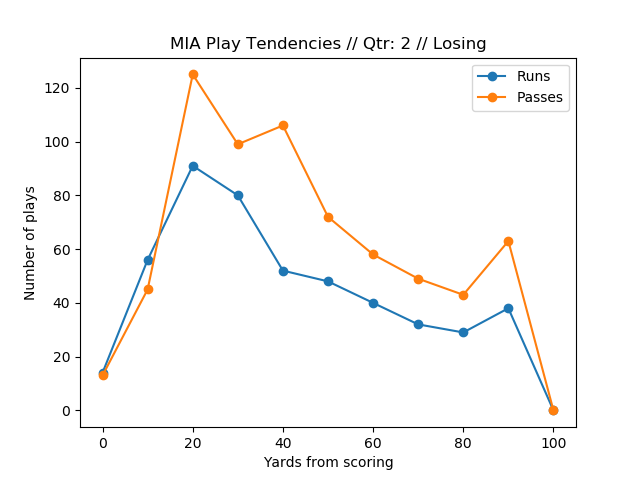 MIA Play Tendencies // Qtr: 2 // Losing
Runs
Passes
Number of plays
120
100
80
60
40
20
0
0 20 40 60 80 100
Yards from scoring